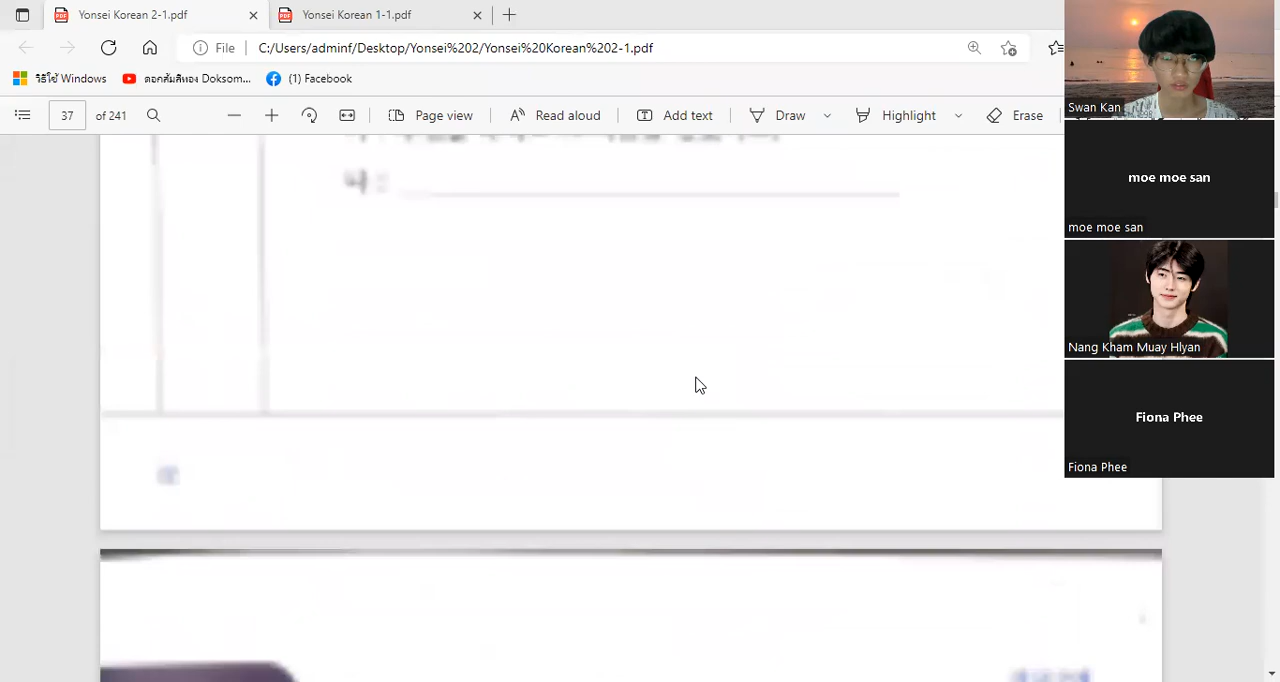 Yonsei Korean 2-1.pdf
Yonsei Korean 1-1.pdf
File
C:/Users/adminf/Desktop/Yonsei%202/Yonsei%20Korean%202-1.pdf
วิธีใช้ Windows
ดอกส้มสีทอง Doksom...
(1) Facebook
37 of 241
Page view
Read aloud
Add text
Draw
Highlight
Erase
나 :
Swan Kan
moe moe san
moe moe san
Nang Kham Muay Hlyan
Fiona Phee
Fiona Phee